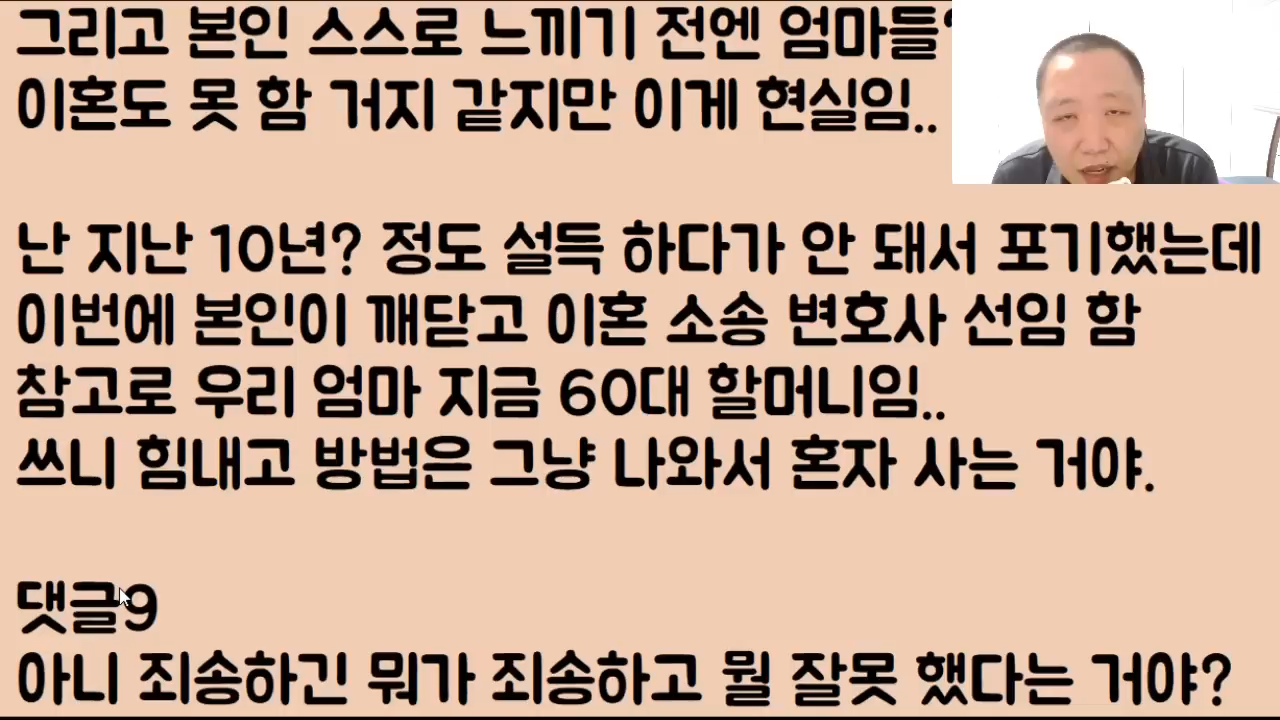 그리고 본인 스스로 느끼기 전엔 엄마들
이혼도 못 함 거지 같지만 이게 현실임..
난 지난 10년? 정도 설득 하다가 안 돼서 포기했는데
이번에 본인이 깨닫고 이혼 소송 변호사 선임 함
참고로 우리 엄마 지금 60대 할머니임..
쓰니 힘내고 방법은 그냥 나와서 혼자 사는 거야.
댓글9
아니 죄송하긴 뭐가 죄송하고 뭘 잘못 했다는 거야?